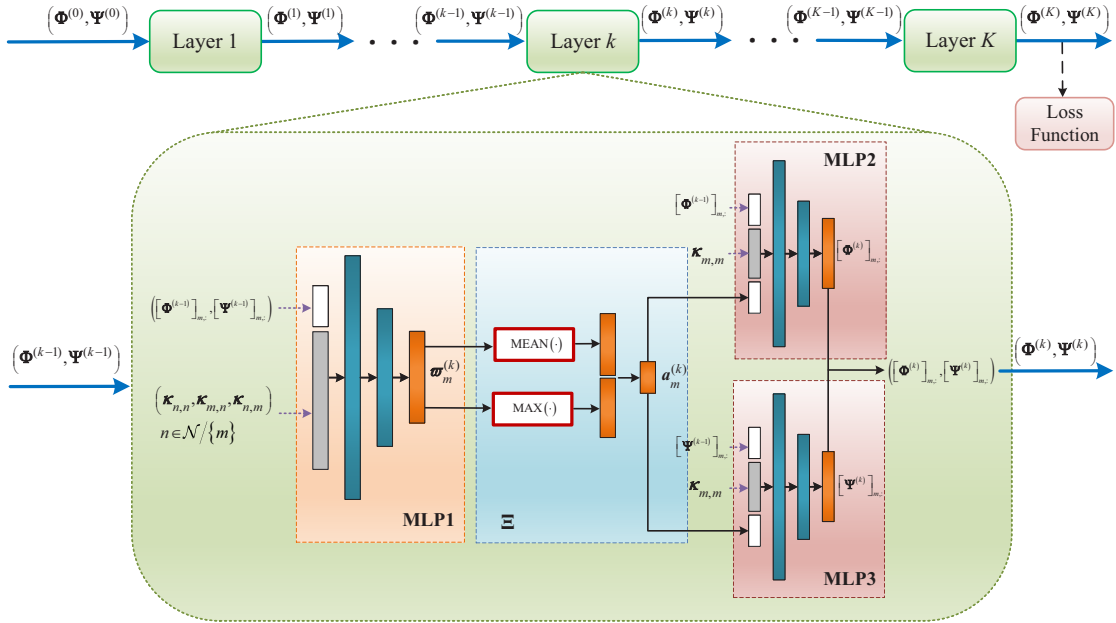 (Φ^(0), Ψ^(0))
Layer 1
(Φ^(1), Ψ^(1))
· · ·
(Φ^(k-1), Ψ^(k-1))
Layer k
(Φ^(k), Ψ^(k))
· · ·
(Φ^(K-1), Ψ^(K-1))
Layer K
(Φ^(K), Ψ^(K))
Loss
Function
(Φ^(k-1), Ψ^(k-1))
([Φ^(k-1)]_{m,:}, [Ψ^(k-1)]_{m,:})
(κ_{n,n}, κ_{m,n}, κ_{n,m})
n∈𝒩/{m}
ϖ_m^(k)
MLP1
MEAN(·)
MAX(·)
a_m^(k)
Ξ
MLP2
[Φ^(k-1)]_{m,:}
κ_{m,m}
[Φ^(k)]_{m,:}
([Φ^(k)]_{m,:}, [Ψ^(k)]_{m,:})
(Φ^(k), Ψ^(k))
[Ψ^(k-1)]_{m,:}
κ_{m,m}
[Ψ^(k)]_{m,:}
MLP3